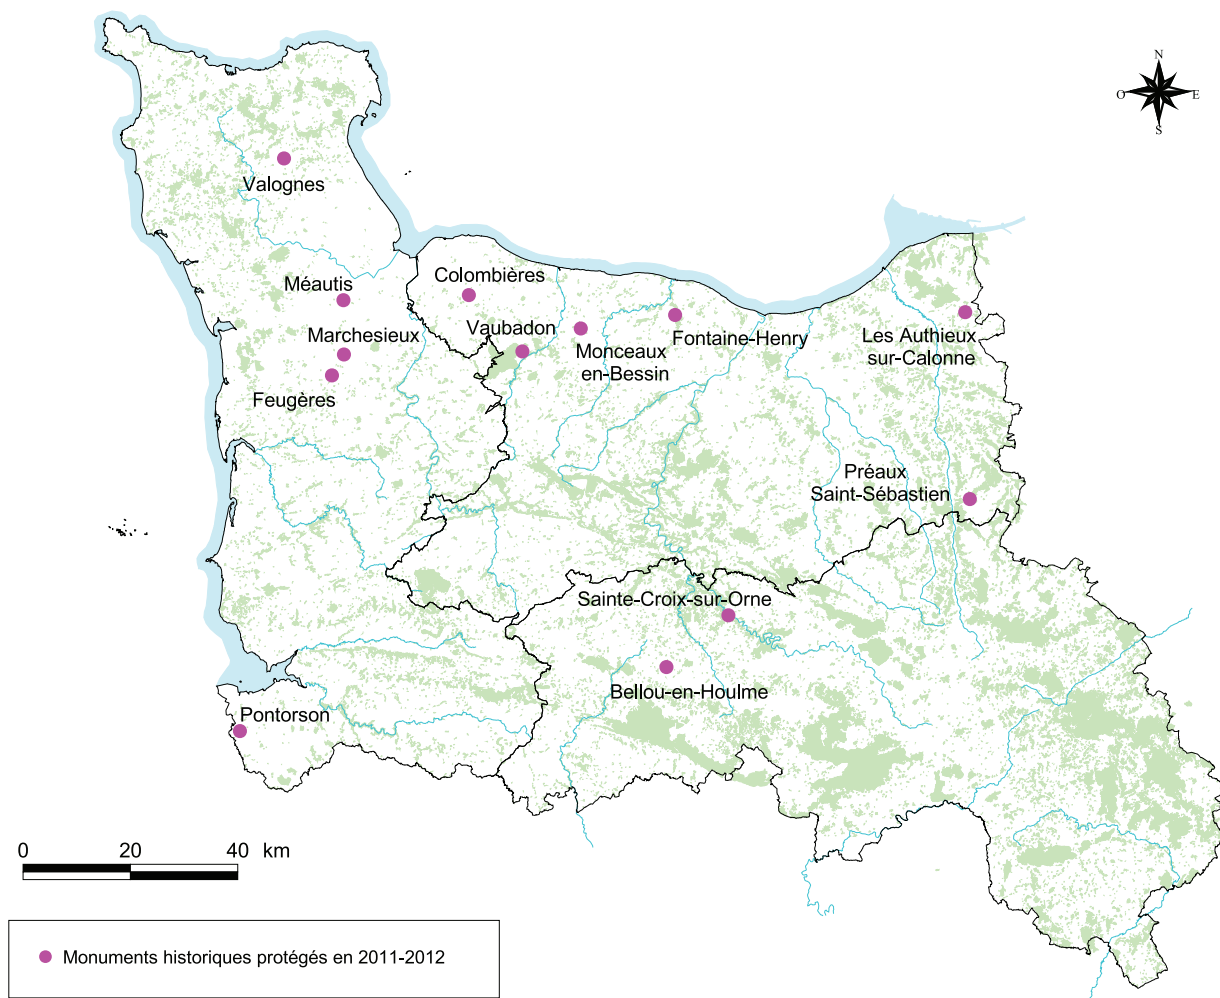 N
O E
S
Valognes
Méautis
Colombières
Marchesieux
Vaubadon
Monceaux
en-Bessin
Fontaine-Henry
Les Authieux
sur-Calonne
Feugères
Préaux
Saint-Sébastien
Sainte-Croix-sur-Orne
Bellou-en-Houlme
Pontorson
0 20 40 km
Monuments historiques protégés en 2011-2012